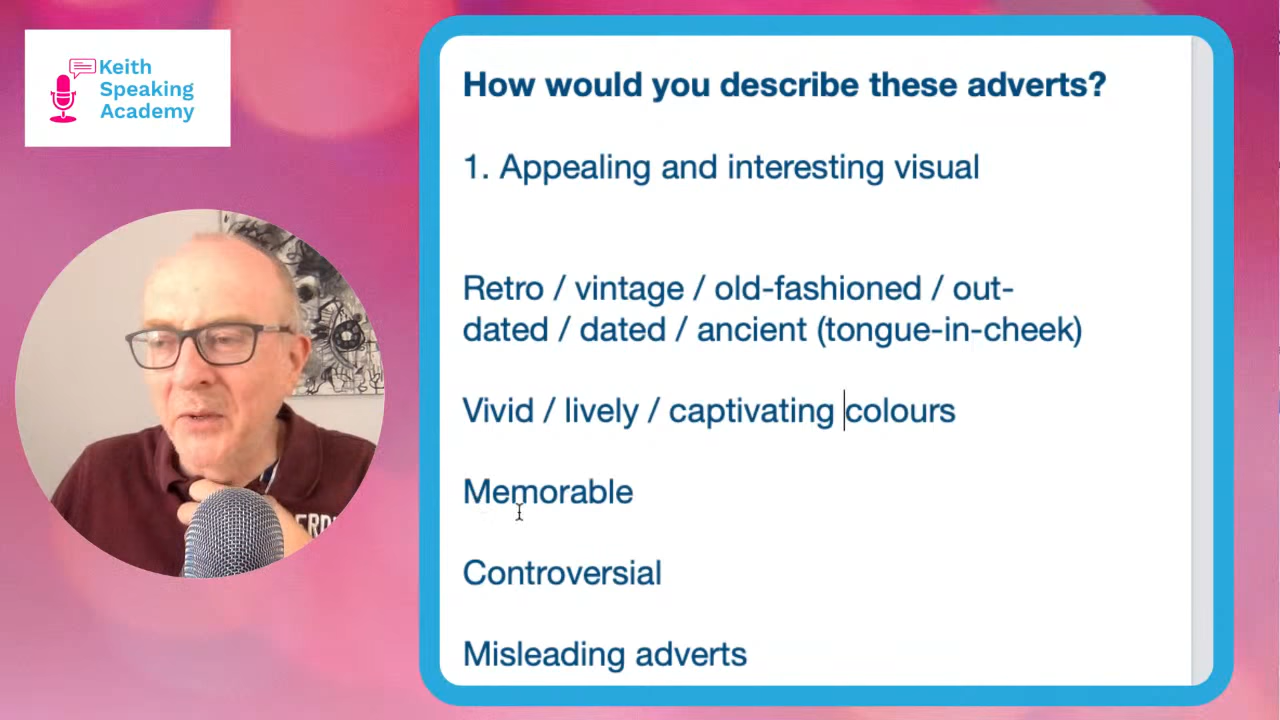 Keith
Speaking
Academy
How would you describe these adverts?
1. Appealing and interesting visual
Retro / vintage / old-fashioned / out-
dated / dated / ancient (tongue-in-cheek)
Vivid / lively / captivating colours
Memorable
Controversial
Misleading adverts